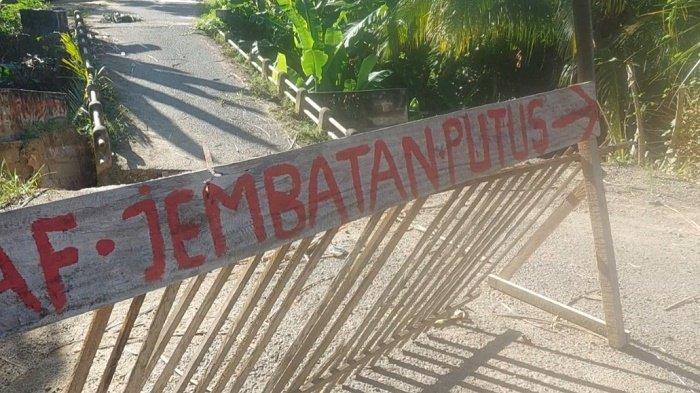 AF • JEMBATAN•PUTUS →